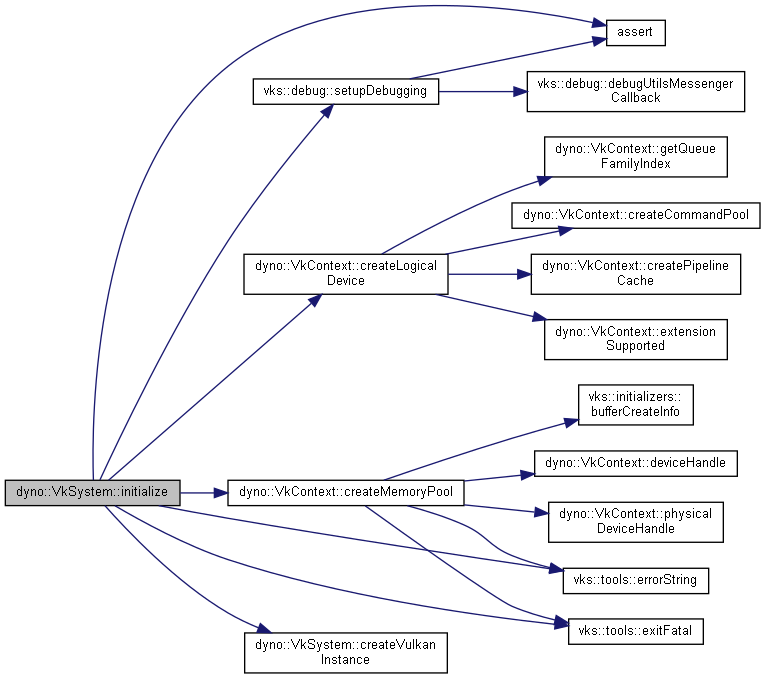 assert
vks::debug::setupDebugging
vks::debug::debugUtilsMessenger
Callback
dyno::VkContext::getQueue
FamilyIndex
dyno::VkContext::createCommandPool
dyno::VkContext::createLogical
Device
dyno::VkContext::createPipeline
Cache
dyno::VkContext::extension
Supported
vks::initializers::
bufferCreateInfo
dyno::VkContext::deviceHandle
dyno::VkSystem::initialize
dyno::VkContext::createMemoryPool
dyno::VkContext::physical
DeviceHandle
vks::tools::errorString
vks::tools::exitFatal
dyno::VkSystem::createVulkan
Instance